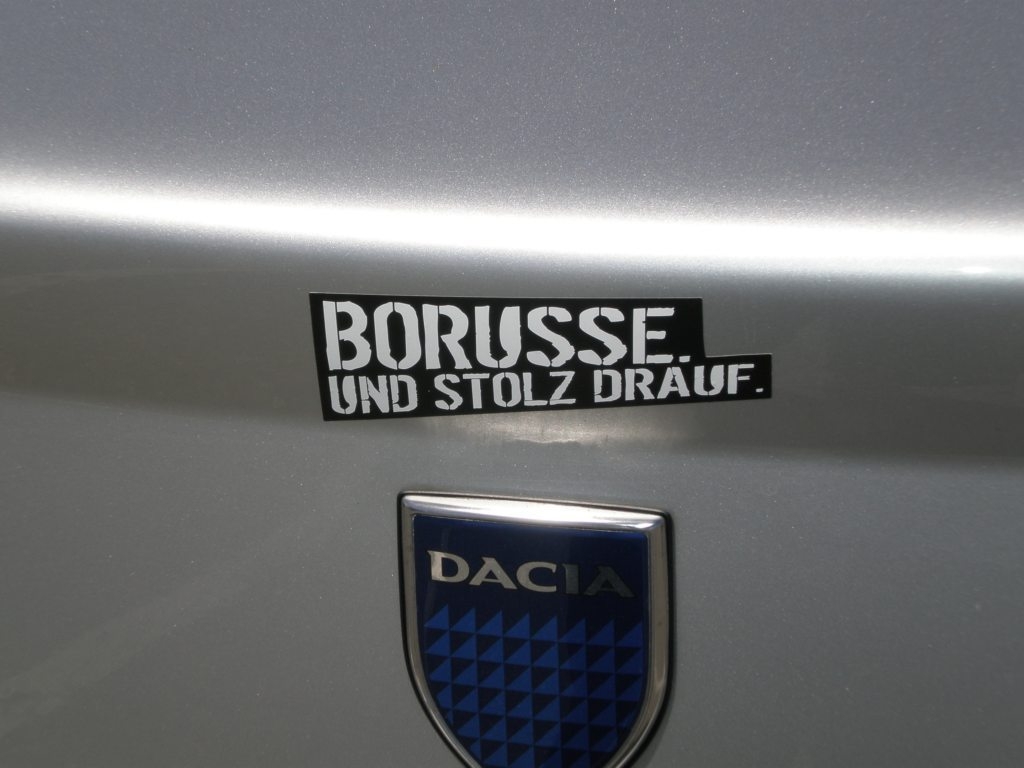 BORUSSE.
UND STOLZ DRAUF.
DACIA